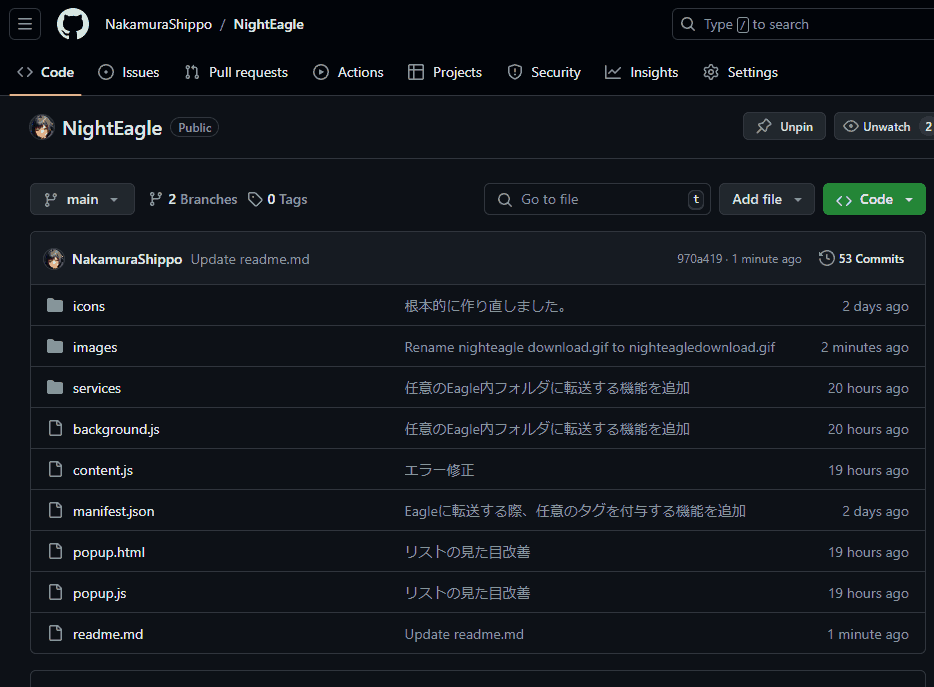 NakamuraShippo / NightEagle
Type / to search
Code Issues Pull requests Actions Projects Security Insights Settings
NightEagle Public
Unpin Unwatch 2
main 2 Branches 0 Tags
Go to file t Add file Code
NakamuraShippo Update readme.md 970a419 · 1 minute ago 53 Commits
icons 根本的に作り直しました。 2 days ago
images Rename nighteagle download.gif to nighteagledownload.gif 2 minutes ago
services 任意のEagle内フォルダに転送する機能を追加 20 hours ago
background.js 任意のEagle内フォルダに転送する機能を追加 20 hours ago
content.js エラー修正 19 hours ago
manifest.json Eagleに転送する際、任意のタグを付与する機能を追加 2 days ago
popup.html リストの見た目改善 19 hours ago
popup.js リストの見た目改善 19 hours ago
readme.md Update readme.md 1 minute ago